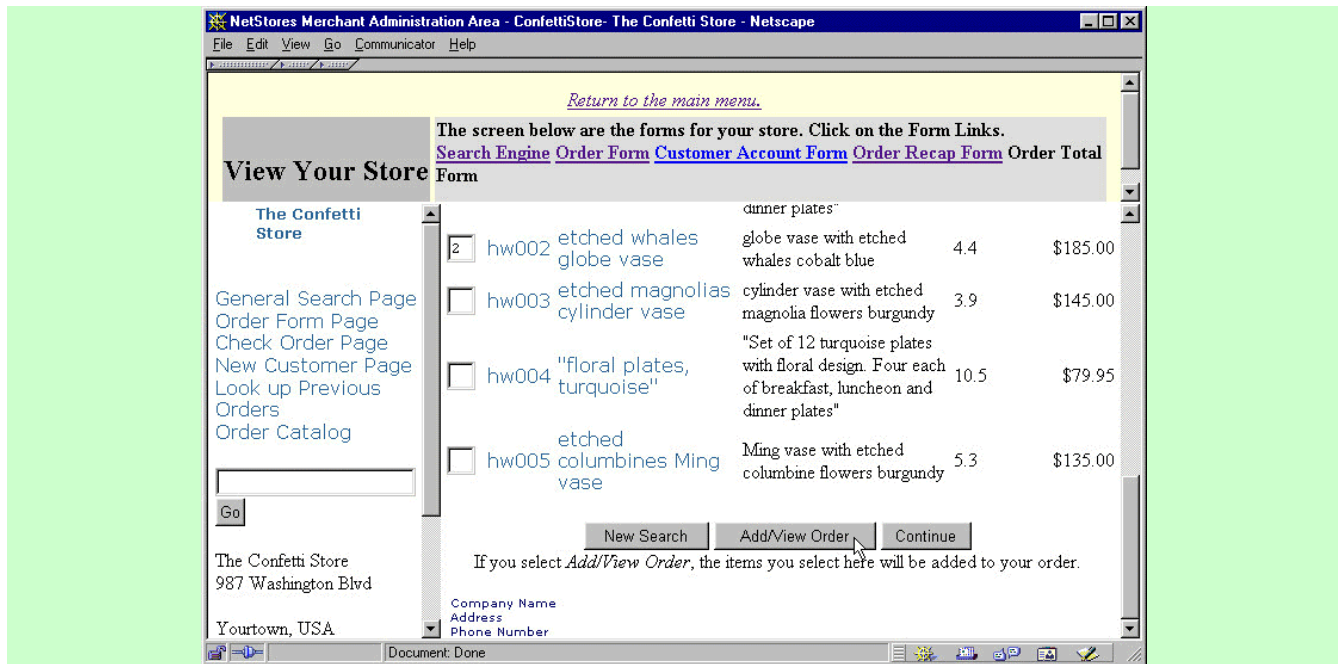 NetStores Merchant Administration Area - ConfettiStore- The Confetti Store - Netscape
File Edit View Go Communicator Help
Return to the main menu.
View Your Store
The screen below are the forms for your store. Click on the Form Links.
Search Engine Order Form Customer Account Form Order Recap Form Order Total
Form
The Confetti
Store
General Search Page
Order Form Page
Check Order Page
New Customer Page
Look up Previous
Orders
Order Catalog
Go
The Confetti Store
987 Washington Blvd
Yourtown, USA
dinner plates"
2 hw002 etched whales globe vase globe vase with etched whales cobalt blue 4.4 $185.00
hw003 etched magnolias cylinder vase cylinder vase with etched magnolia flowers burgundy 3.9 $145.00
hw004 "floral plates, turquoise" "Set of 12 turquoise plates with floral design. Four each of breakfast, luncheon and dinner plates" 10.5 $79.95
hw005 etched columbines Ming vase Ming vase with etched columbine flowers burgundy 5.3 $135.00
New Search Add/View Order Continue
If you select Add/View Order, the items you select here will be added to your order.
Company Name
Address
Phone Number
Document: Done